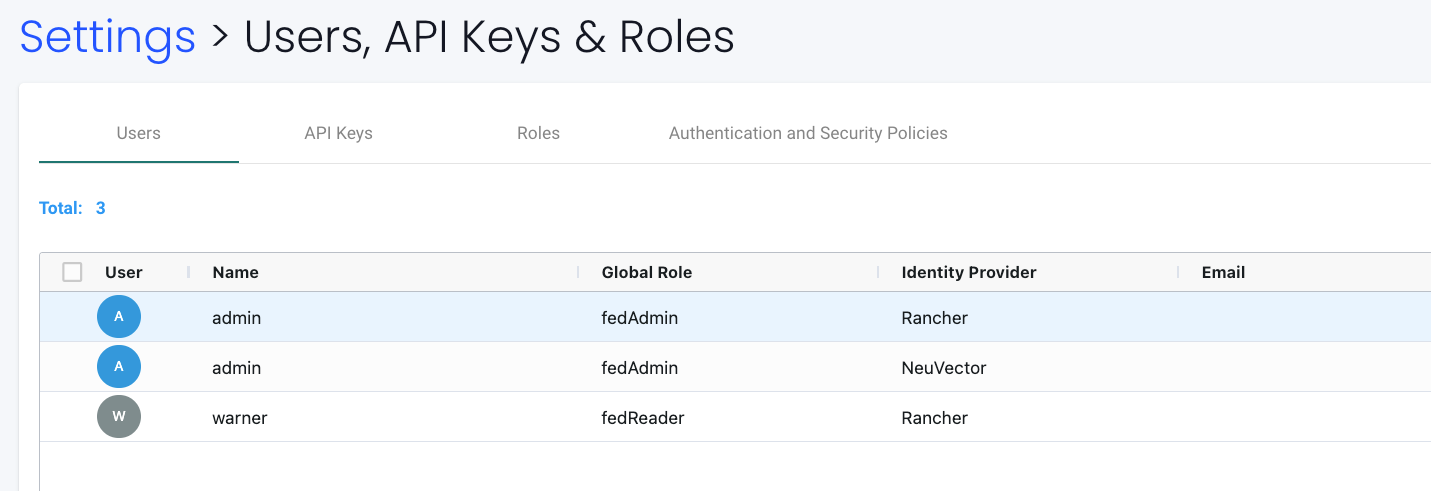 Settings > Users, API Keys & Roles
Users API Keys Roles Authentication and Security Policies
Total: 3
User Name Global Role Identity Provider Email
A admin fedAdmin Rancher
A admin fedAdmin NeuVector
W warner fedReader Rancher